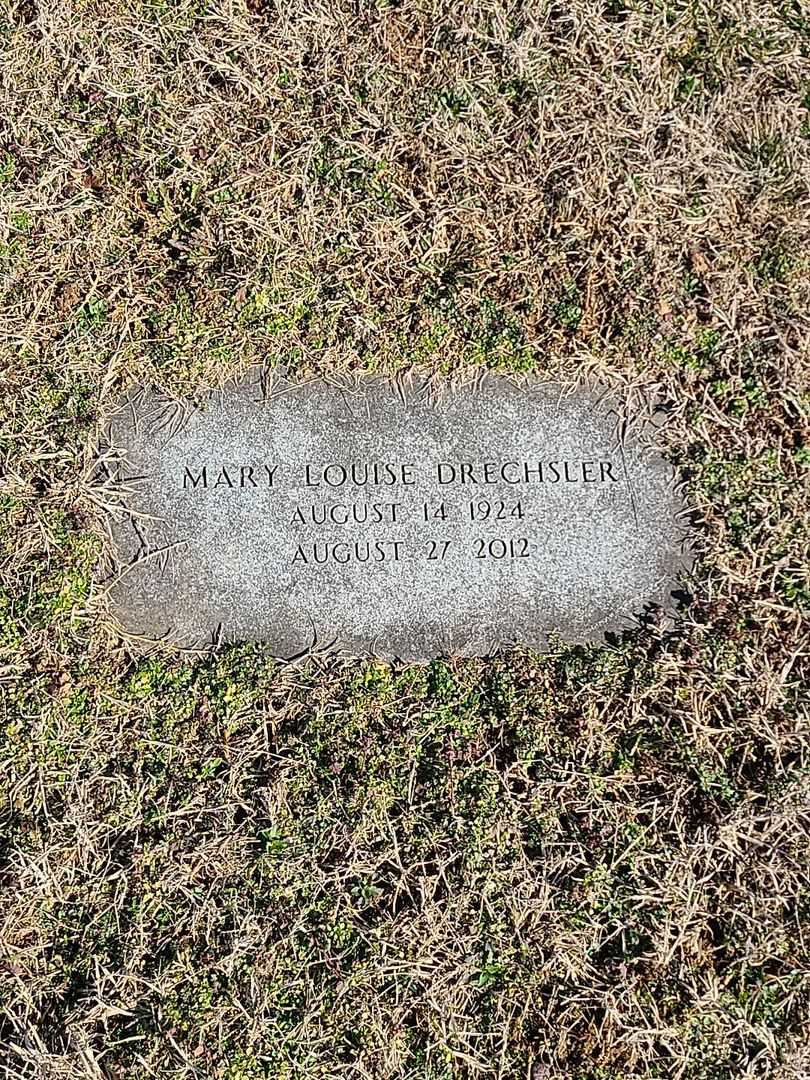 MARY LOUISE DRECHSLER
AUGUST 14 1924
AUGUST 27 2012